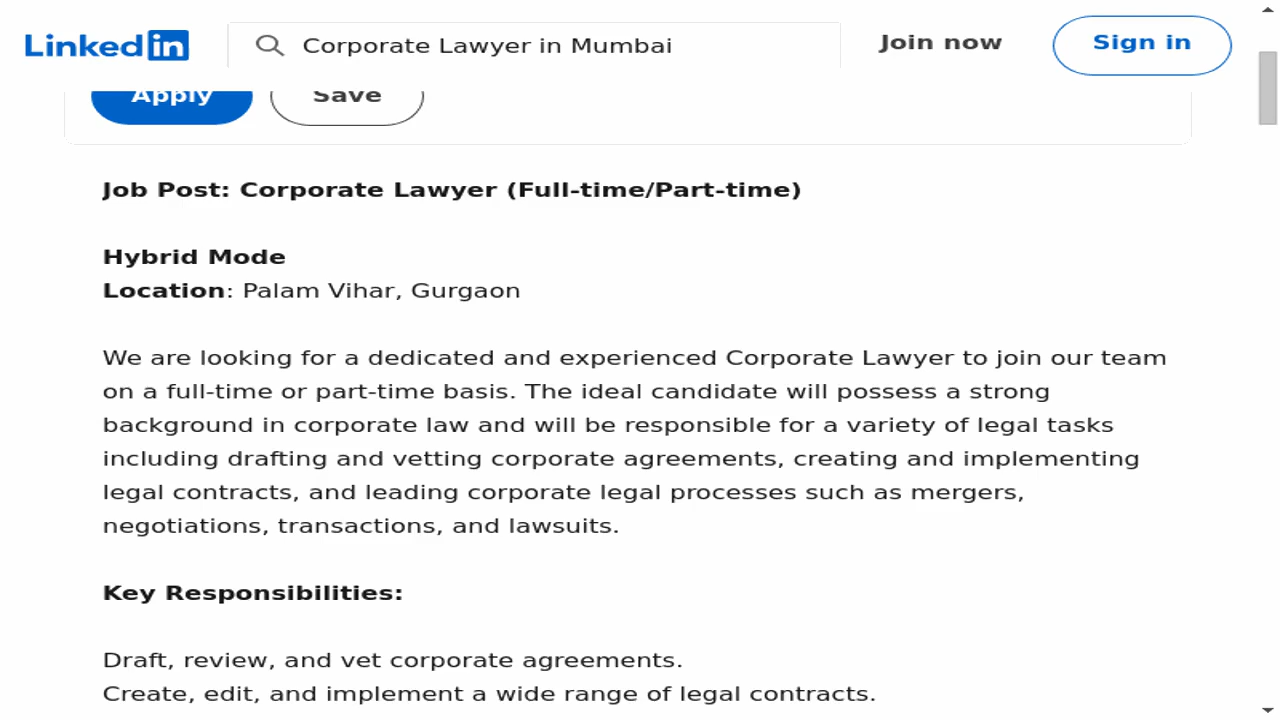 Linked in
Corporate Lawyer in Mumbai
Join now
Sign in
Apply
Save
Job Post: Corporate Lawyer (Full-time/Part-time)
Hybrid Mode
Location: Palam Vihar, Gurgaon
We are looking for a dedicated and experienced Corporate Lawyer to join our team
on a full-time or part-time basis. The ideal candidate will possess a strong
background in corporate law and will be responsible for a variety of legal tasks
including drafting and vetting corporate agreements, creating and implementing
legal contracts, and leading corporate legal processes such as mergers,
negotiations, transactions, and lawsuits.
Key Responsibilities:
Draft, review, and vet corporate agreements.
Create, edit, and implement a wide range of legal contracts.